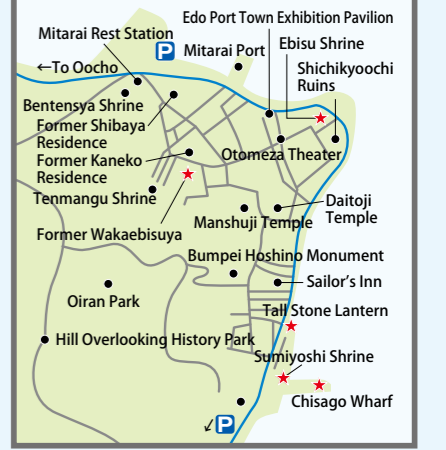 Edo Port Town Exhibition Pavilion
Mitarai Rest Station
P
Mitarai Port
Ebisu Shrine
←To Oocho
Shichikyoochi
Ruins
Bentensya Shrine
Former Shibaya
Residence
Former Kaneko
Residence
Otomeza Theater
Tenmangu Shrine
Daitoji
Temple
Manshuji Temple
Former Wakaebisuya
Bumpei Hoshino Monument
Sailor's Inn
Oiran Park
Tall Stone Lantern
Hill Overlooking History Park
Sumiyoshi Shrine
Chisago Wharf
↙P